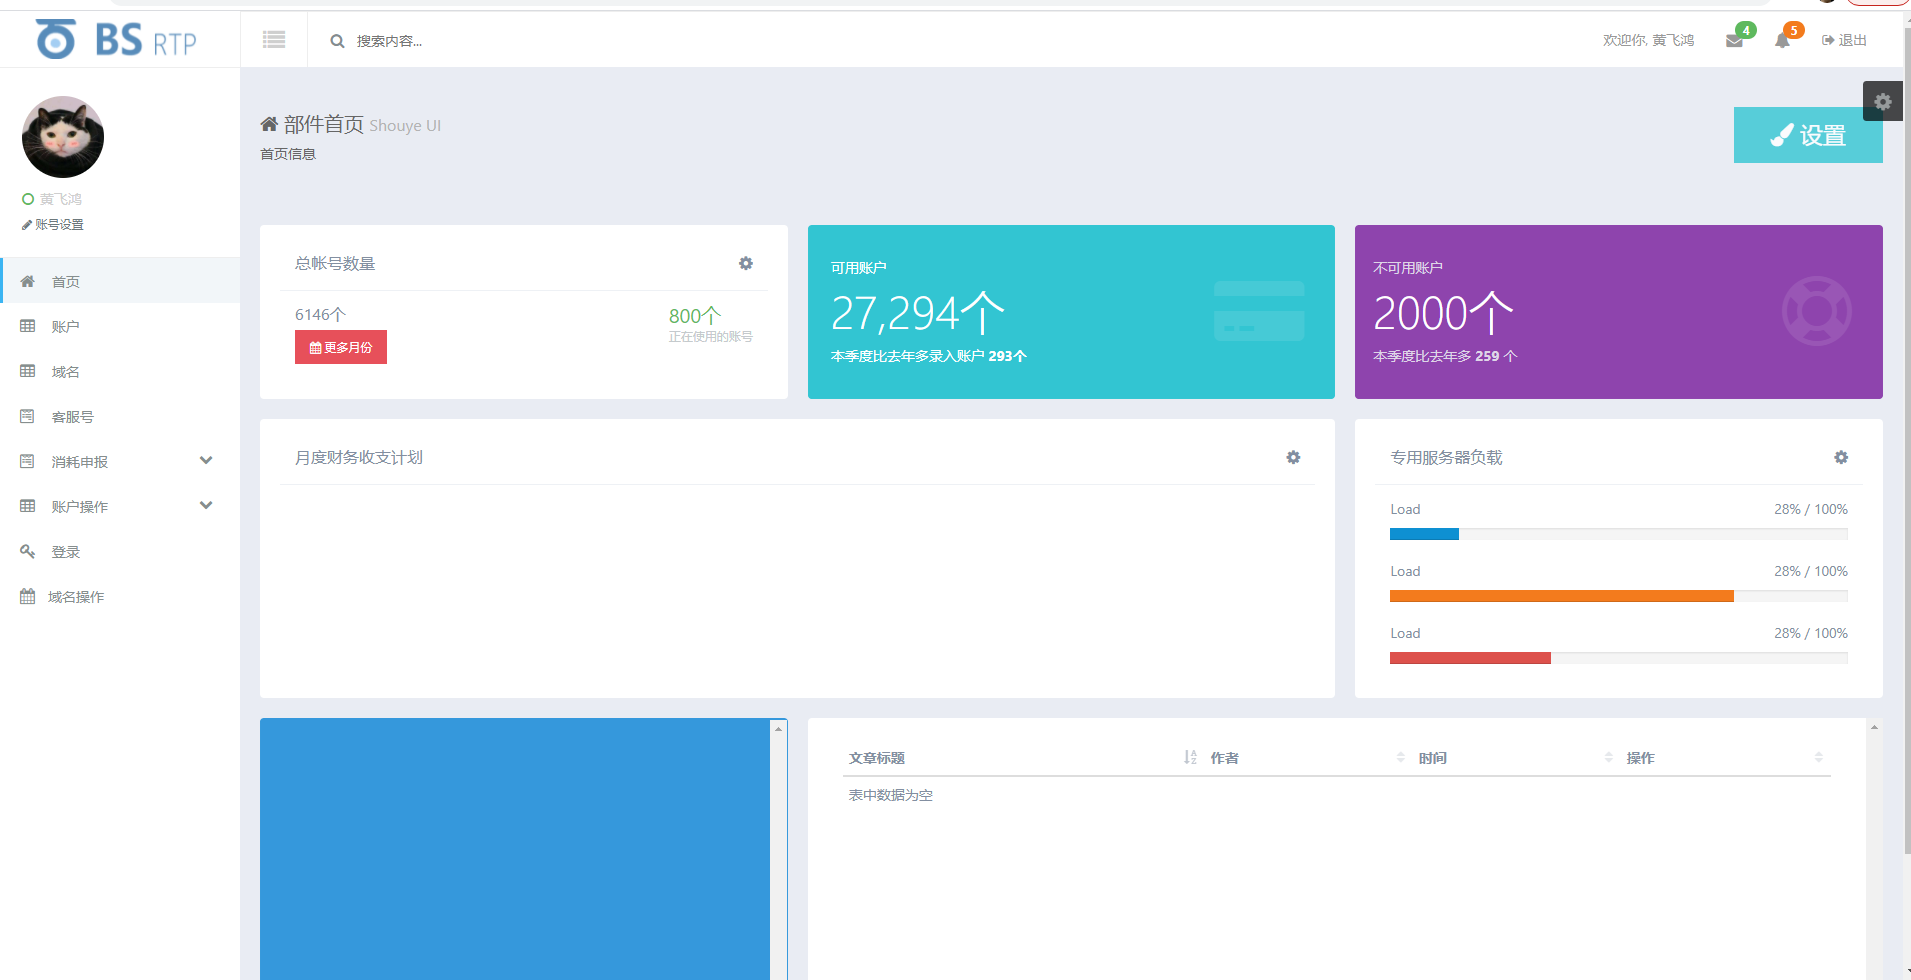 BS RTP
搜索内容...
欢迎你, 黄飞鸿
4
5
退出
黄飞鸿
账号设置
首页
账户
域名
客服号
消耗申报
账户操作
登录
域名操作
部件首页 Shouye UI
首页信息
设置
总帐号数量
6146个
更多月份
800个
正在使用的账号
可用账户
27,294个
本季度比去年多录入账户 293个
不可用账户
2000个
本季度比去年多 259 个
月度财务收支计划
专用服务器负载
Load 28% / 100%
Load 28% / 100%
Load 28% / 100%
文章标题 作者 时间 操作
表中数据为空